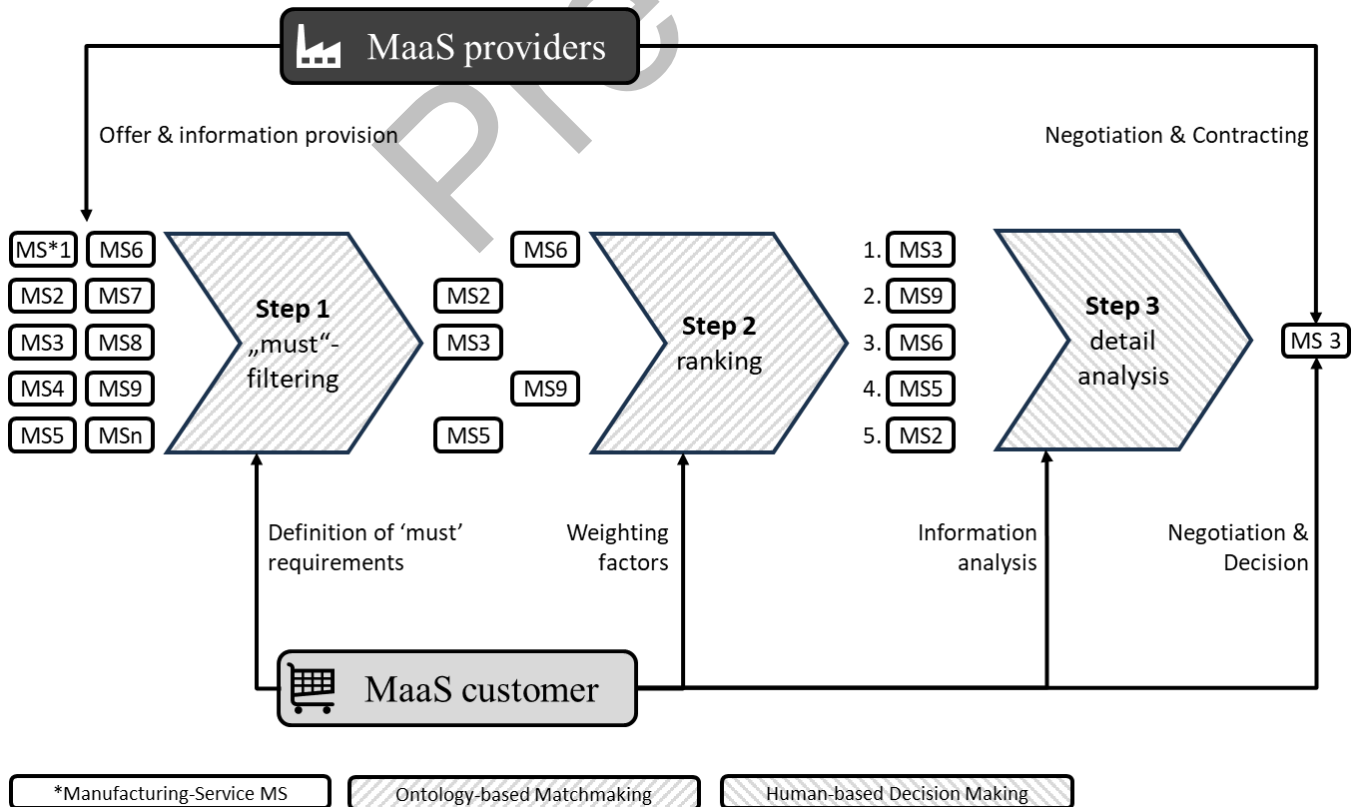 MaaS providers
Offer & information provision
Negotiation & Contracting
Pre
MS*1 MS6
MS2 MS7
MS3 MS8
MS4 MS9
MS5 MSn
Step 1
„must“-
filtering
MS6
MS2
MS3
MS9
MS5
Step 2
ranking
1. MS3
2. MS9
3. MS6
4. MS5
5. MS2
Step 3
detail
analysis
MS 3
Definition of ‘must’
requirements
Weighting
factors
Information
analysis
Negotiation &
Decision
MaaS customer
*Manufacturing-Service MS
Ontology-based Matchmaking
Human-based Decision Making